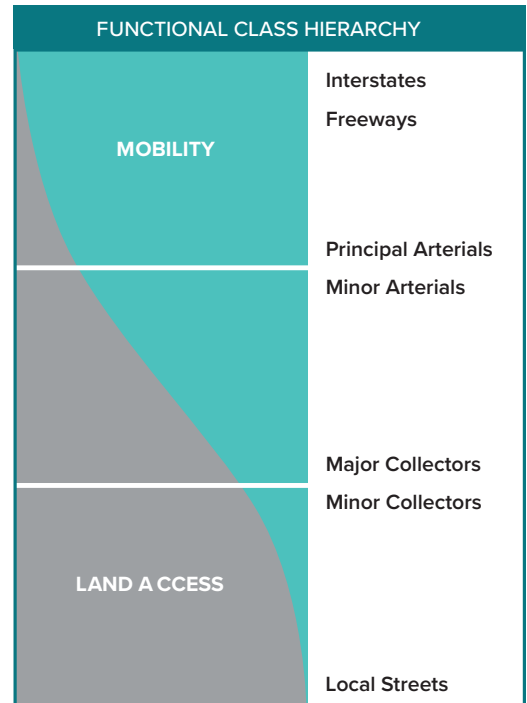 FUNCTIONAL CLASS HIERARCHY
Interstates
Freeways
MOBILITY
Principal Arterials
Minor Arterials
Major Collectors
Minor Collectors
LAND A CCESS
Local Streets